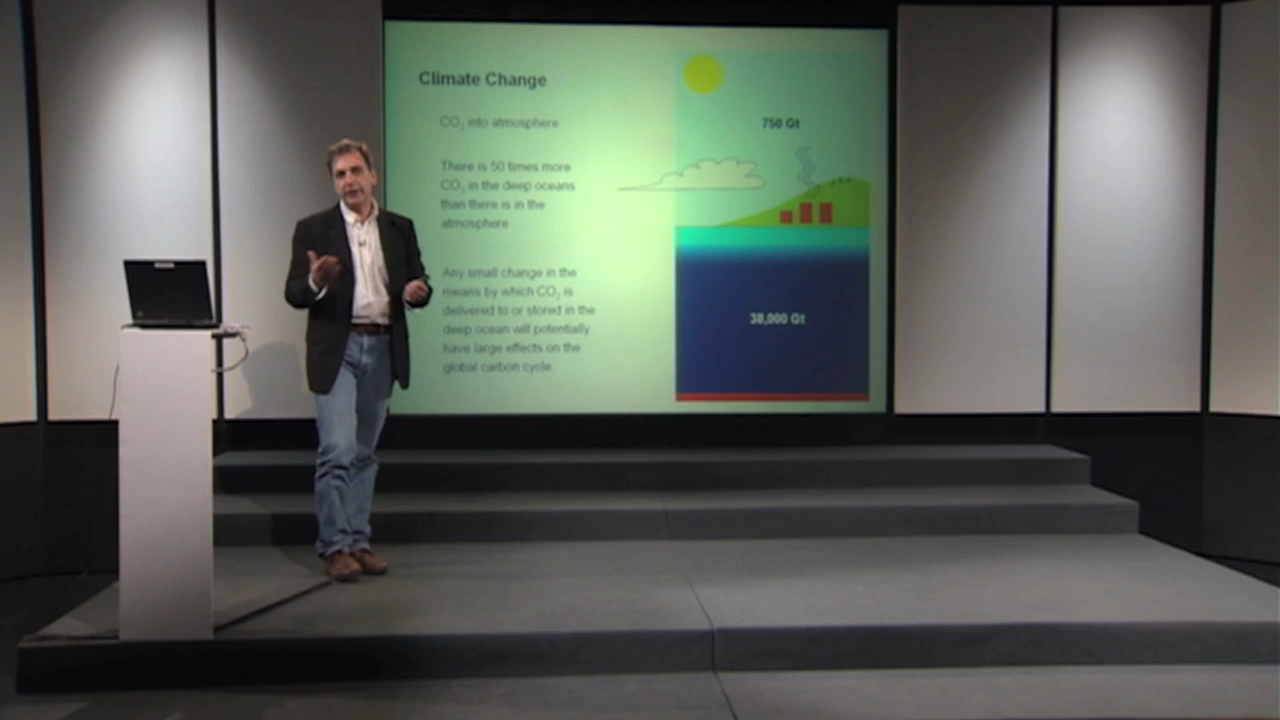 Climate Change
CO₂ into atmosphere
There is 50 times more
CO₂ in the deep oceans
than there is in the
atmosphere
Any small change in the
means by which CO₂ is
delivered to or stored in the
deep ocean will potentially
have large effects on the
global carbon cycle.
750 Gt
38,000 Gt